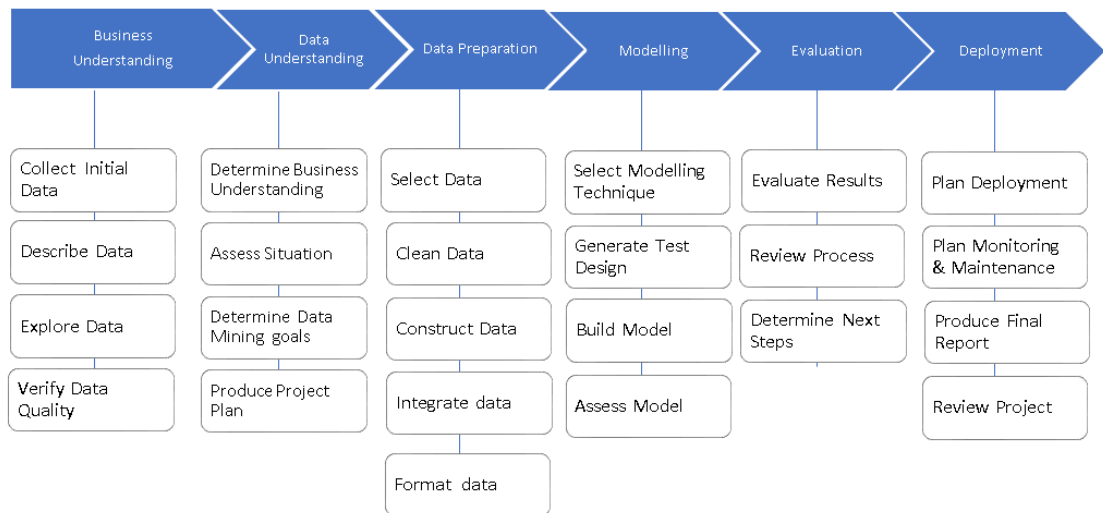 Business
Understanding
Data
Understanding
Data Preparation
Modelling
Evaluation
Deployment
Collect Initial
Data
Describe Data
Explore Data
Verify Data
Quality
Determine Business
Understanding
Assess Situation
Determine Data
Mining goals
Produce Project
Plan
Select Data
Clean Data
Construct Data
Integrate data
Format data
Select Modelling
Technique
Generate Test
Design
Build Model
Assess Model
Evaluate Results
Review Process
Determine Next
Steps
Plan Deployment
Plan Monitoring
& Maintenance
Produce Final
Report
Review Project